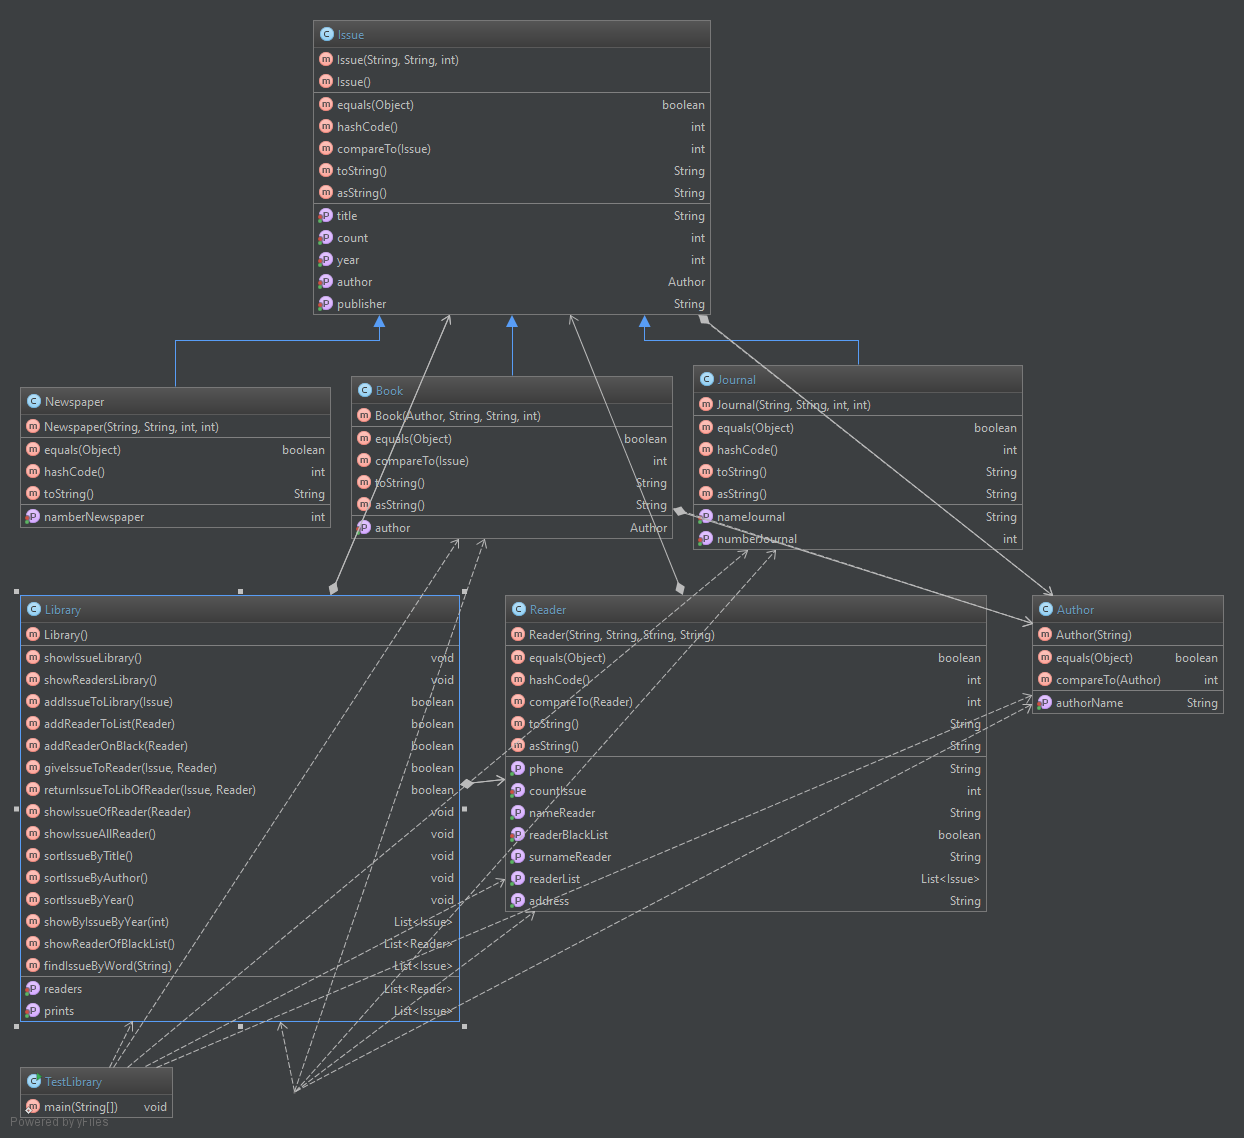 Issue
Issue(String, String, int)
Issue()
equals(Object) boolean
hashCode() int
compareTo(Issue) int
toString() String
asString() String
title String
count int
year int
author Author
publisher String
Newspaper
Newspaper(String, String, int, int)
equals(Object) boolean
hashCode() int
toString() String
namberNewspaper int
Book
Book(Author, String, String, int)
equals(Object) boolean
compareTo(Issue) int
toString() String
asString() String
author Author
Journal
Journal(String, String, int, int)
equals(Object) boolean
hashCode() int
toString() String
asString() String
nameJournal String
numberJournal int
Library
Library()
showIssueLibrary() void
showReadersLibrary() void
addIssueToLibrary(Issue) boolean
addReaderToList(Reader) boolean
addReaderOnBlack(Reader) boolean
giveIssueToReader(Issue, Reader) boolean
returnIssueToLibOfReader(Issue, Reader) boolean
showIssueOfReader(Reader) void
showIssueAllReader() void
sortIssueByTitle() void
sortIssueByAuthor() void
sortIssueByYear() void
showByIssueByYear(int) List<Issue>
showReaderOfBlackList() List<Reader>
findIssueByWord(String) List<Issue>
readers List<Reader>
prints List<Issue>
Reader
Reader(String, String, String, String)
equals(Object) boolean
hashCode() int
compareTo(Reader) int
toString() String
asString() String
phone String
countIssue int
nameReader String
readerBlackList boolean
surnameReader String
readerList List<Issue>
address String
Author
Author(String)
equals(Object) boolean
compareTo(Author) int
authorName String
TestLibrary
main(String[]) void
Powered by yFiles